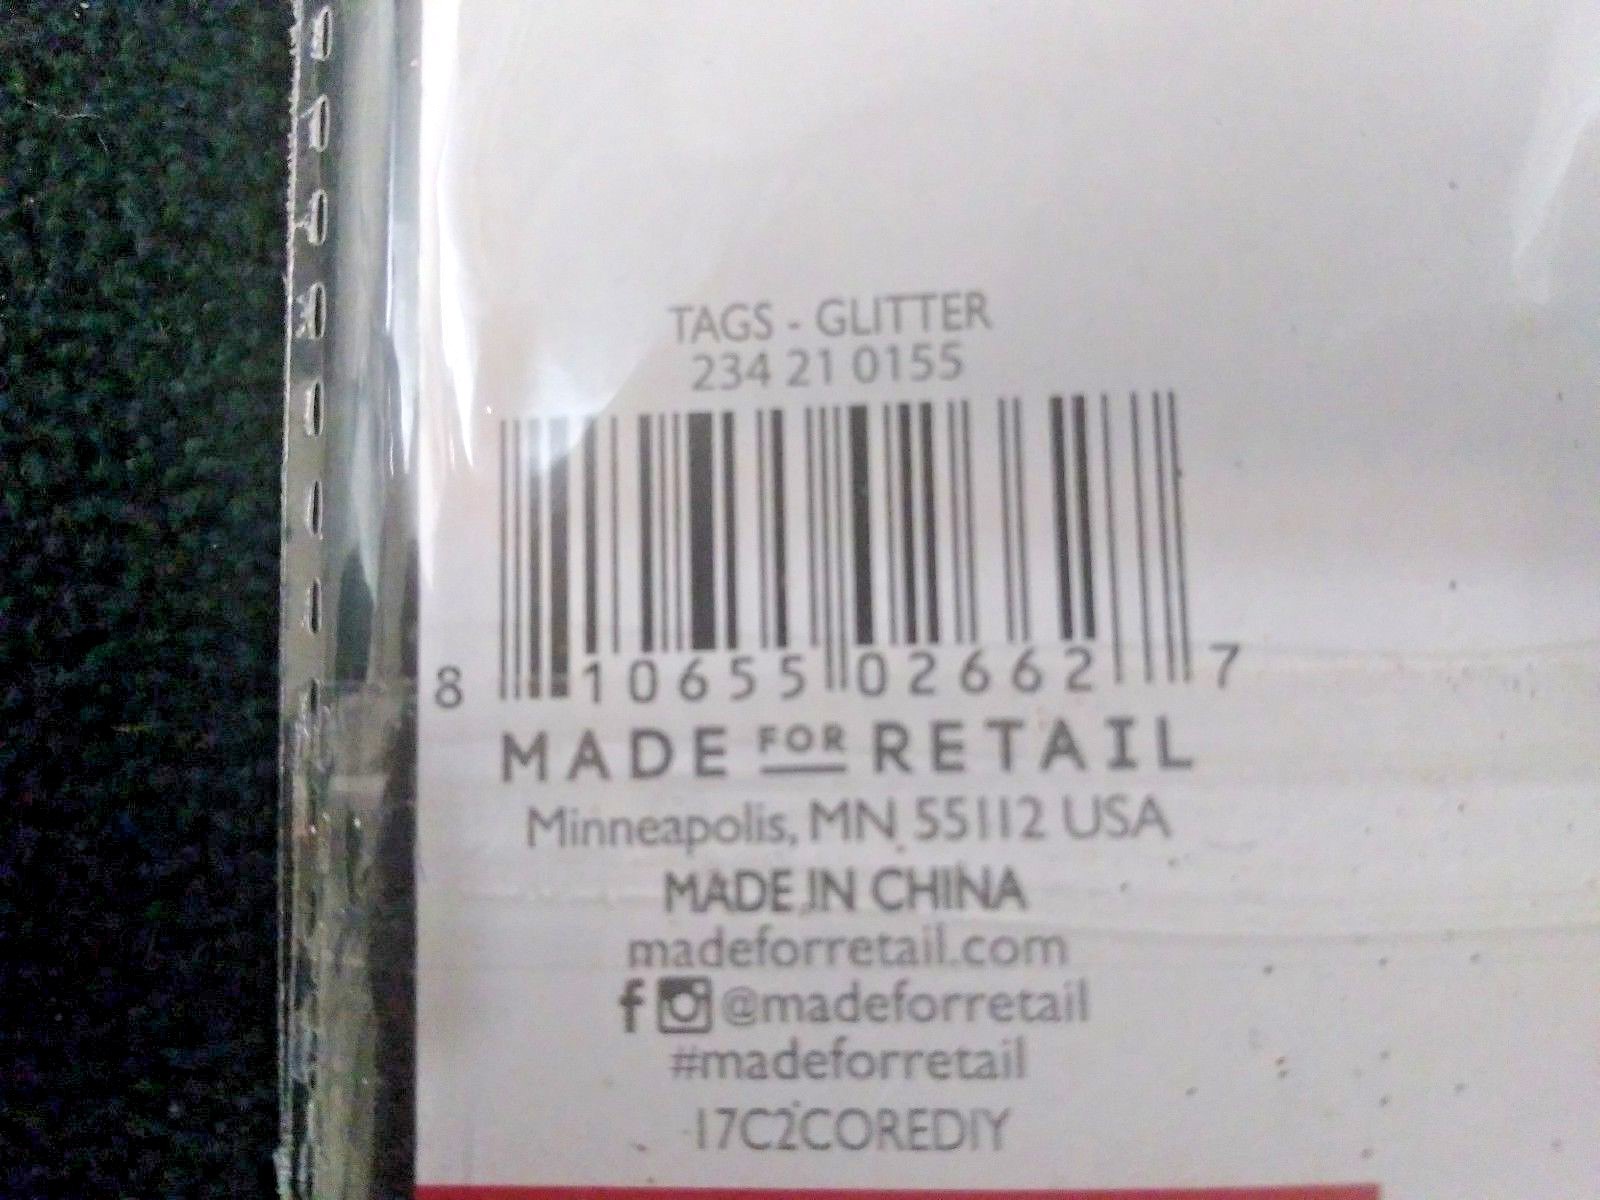 TAGS - GLITTER
234 21 0155
8 10655 02662 7
MADE FOR RETAIL
Minneapolis, MN 55112 USA
MADE IN CHINA
madeforretail.com
f @madeforretail
#madeforretail
17C2COREDIY